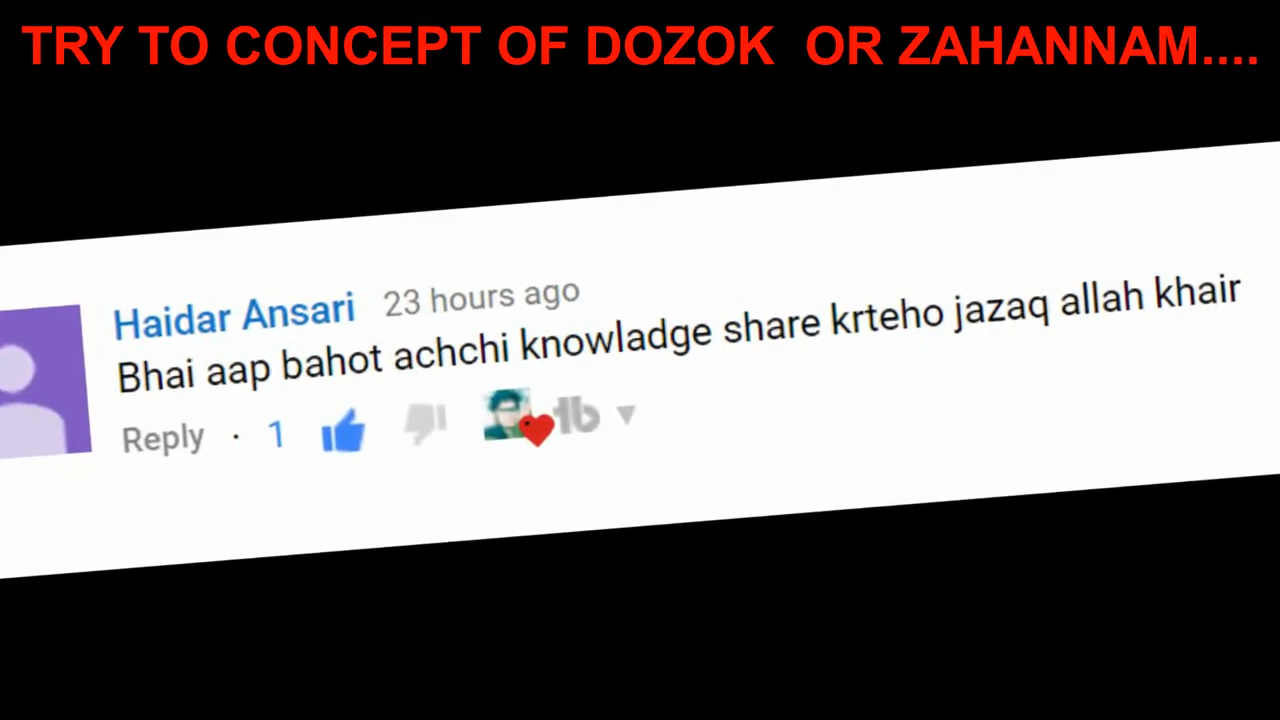 TRY TO CONCEPT OF DOZOK OR ZAHANNAM....
Haidar Ansari 23 hours ago
Bhai aap bahot achchi knowladge share krteho jazaq allah khair
Reply · 1